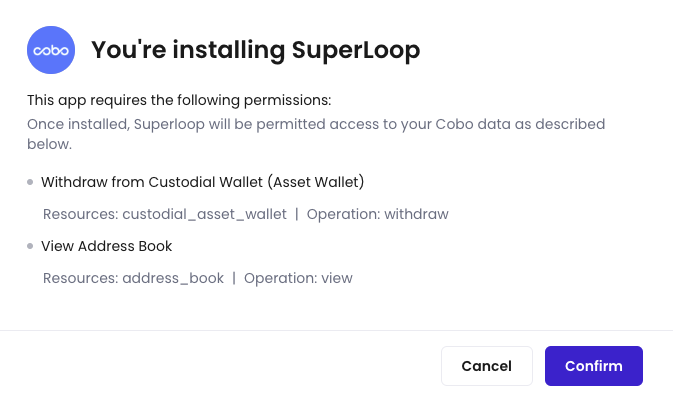 cobo
You're installing SuperLoop
This app requires the following permissions:
Once installed, Superloop will be permitted access to your Cobo data as described
below.
Withdraw from Custodial Wallet (Asset Wallet)
Resources: custodial_asset_wallet | Operation: withdraw
View Address Book
Resources: address_book | Operation: view
Cancel
Confirm